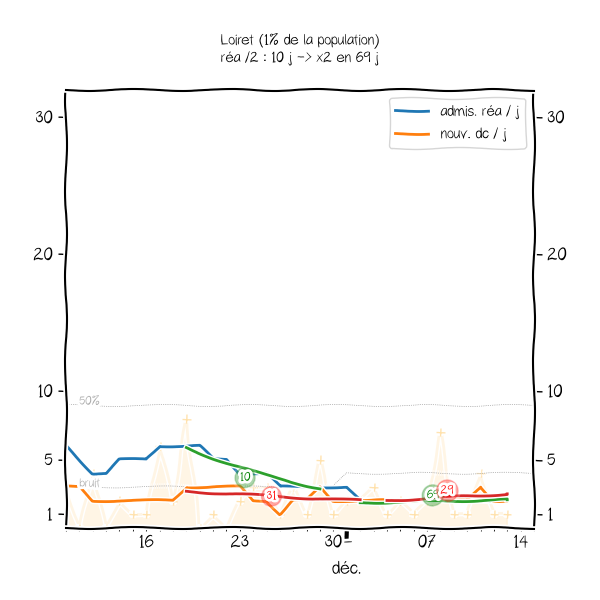 Loiret (1% de la population)
réa /2 : 10 j -> x2 en 69 j
admis. réa / j
nouv. dc / j
30 30
20 20
10 10
50%
5 5
bruit
10
31
69 29
1 1
16 23 30 07 14
déc.